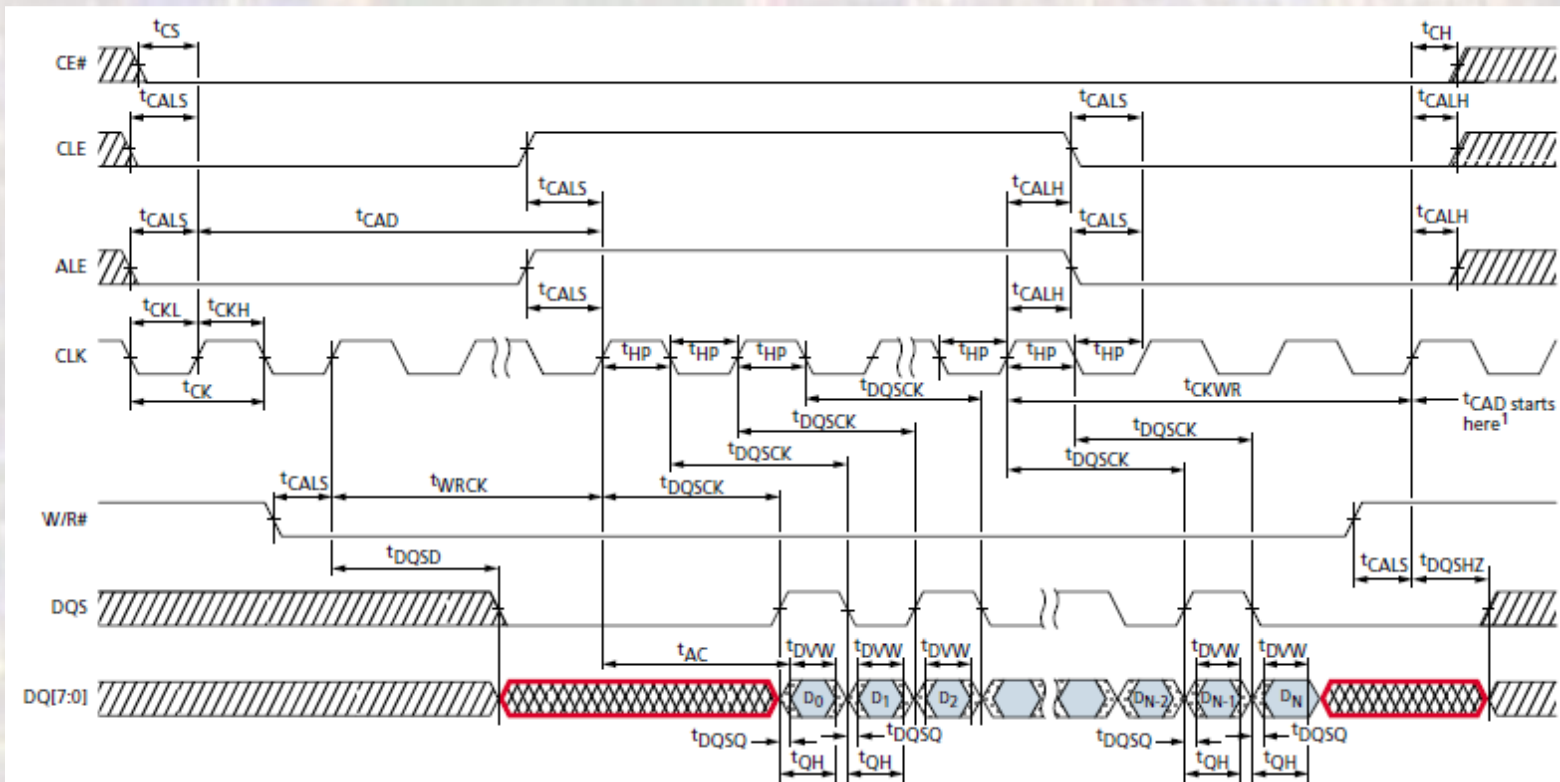 tCS tCH
CE#
tCALS tCALS tCALH
CLE
tCALS tCALH
tCALS tCAD tCALS tCALH
ALE
tCKL tCKH tCALS tCALH
CLK tHP tHP tHP tHP tHP tHP
tCK tDQSCK tCKWR tCAD starts
here1
tDQSCK tDQSCK
tDQSCK tDQSCK
tCALS tWRCK tDQSCK
W/R#
tDQSD tCALS tDQSHZ
DQS
tAC tDVW tDVW tDVW tDVW tDVW
DQ[7:0] D0 D1 D2 DN-2 DN-1 DN
tDQSQ tDQSQ tDQSQ tDQSQ
tQH tQH tQH tQH